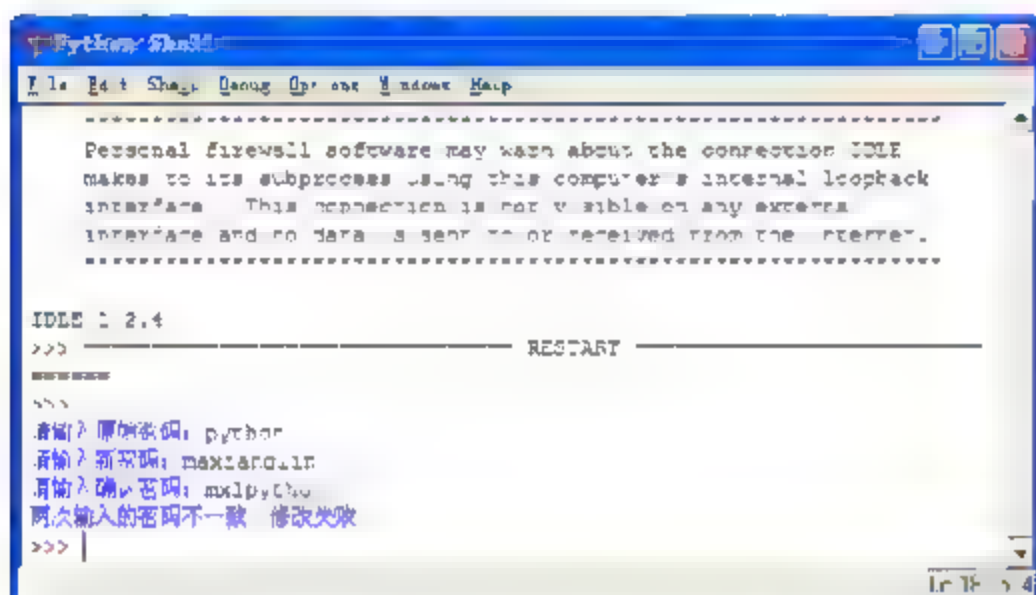 Python Shell
File Edit Shell Debug Options Windows Help
Personal firewall software may warn about the connection IDLE
makes to its subprocess using this computer's internal loopback
interface. This connection is not visible on any external
interface and no data is sent to or received from the Internet.
IDLE 1.2.4
>>> RESTART
======
>>>
请输入原始密码：python
请输入新密码：
请输入确认密码：
两次输入的密码不一致 修改失败
>>>